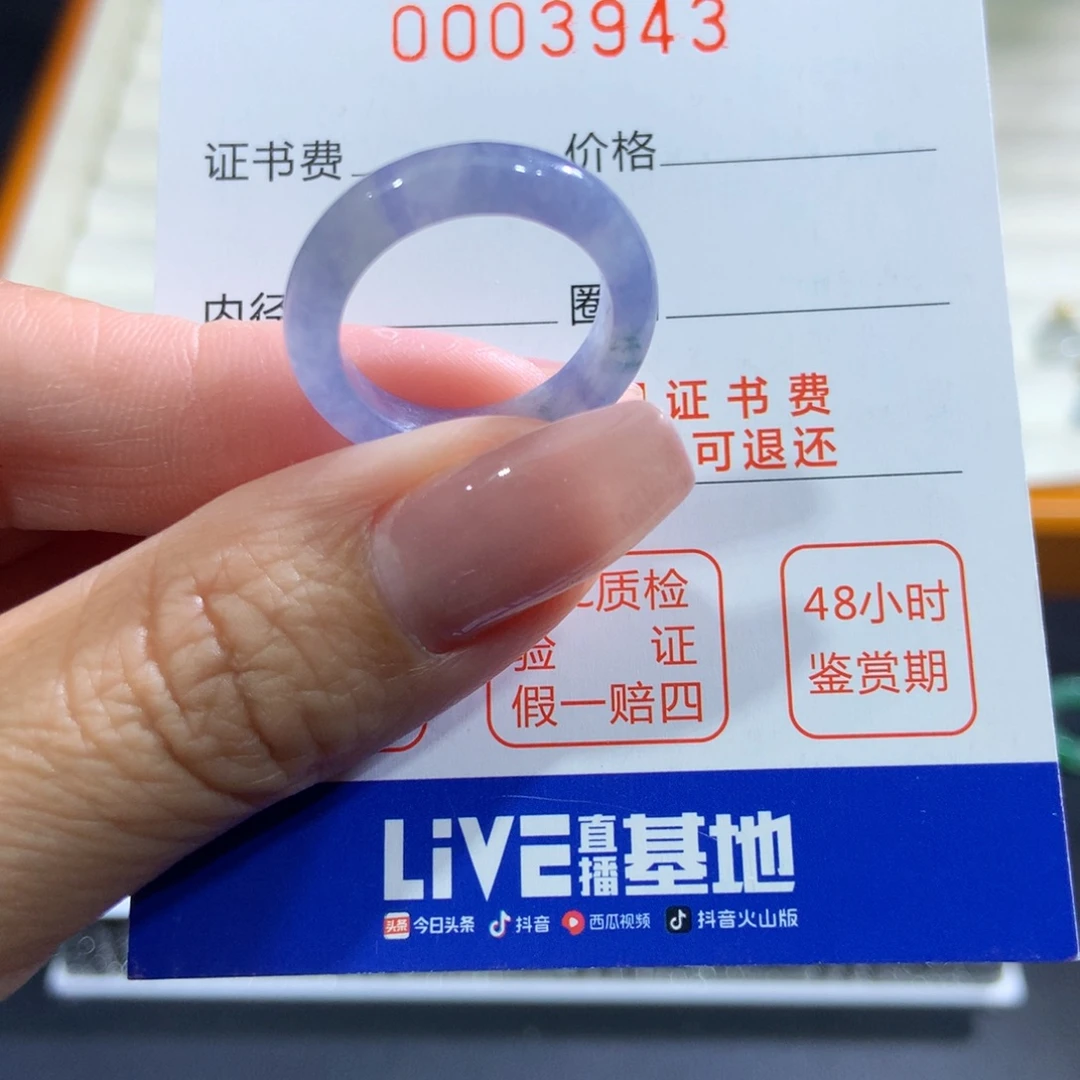 0003943
证书费 价格
内径 圈
证书费
可退还
质检
验 证
假一赔四
48小时
鉴赏期
LiVE直播基地
头条 今日头条 抖音 西瓜视频 抖音火山版